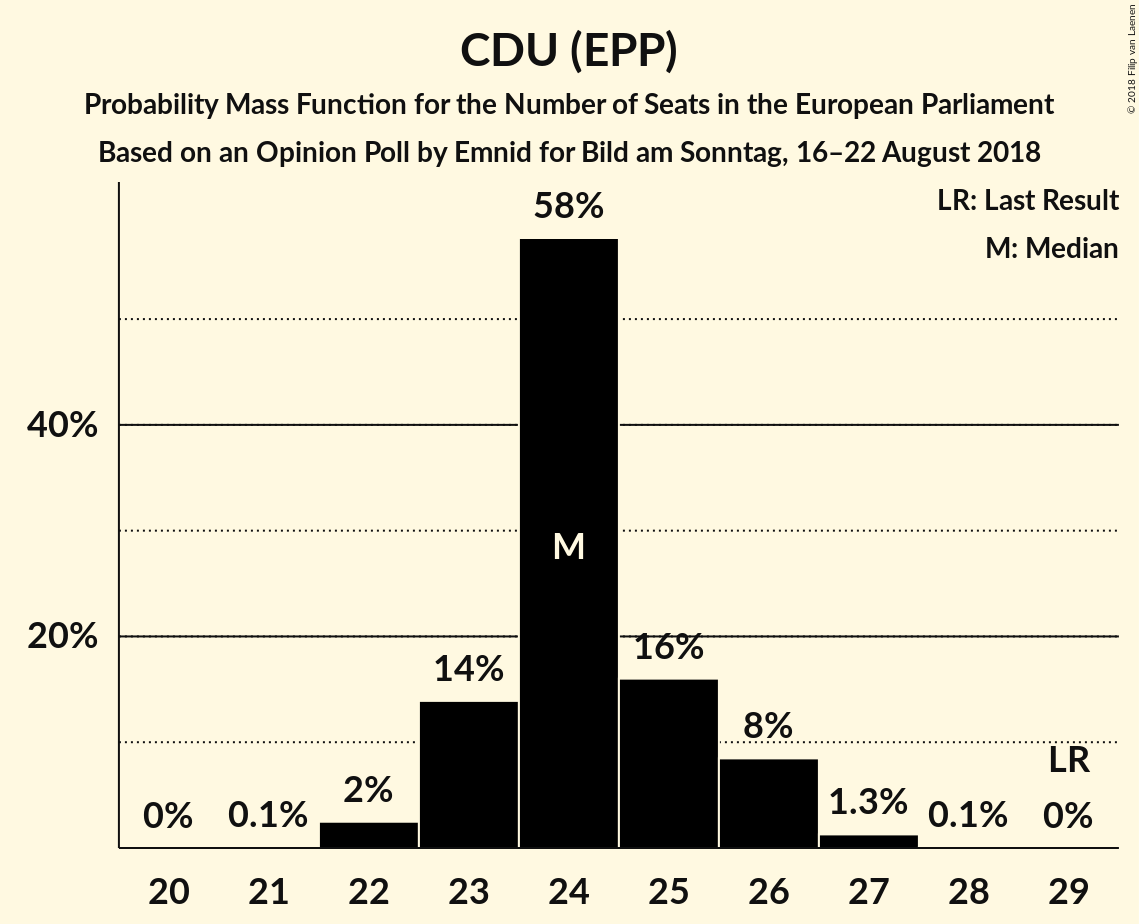 CDU (EPP)
Probability Mass Function for the Number of Seats in the European Parliament
Based on an Opinion Poll by Emnid for Bild am Sonntag, 16–22 August 2018
© 2018 Filip van Laenen
LR: Last Result
M: Median
58%
40%
M
20%
16%
14%
8%
LR
2%
1.3%
0%
0.1%
0.1%
0%
20 21 22 23 24 25 26 27 28 29